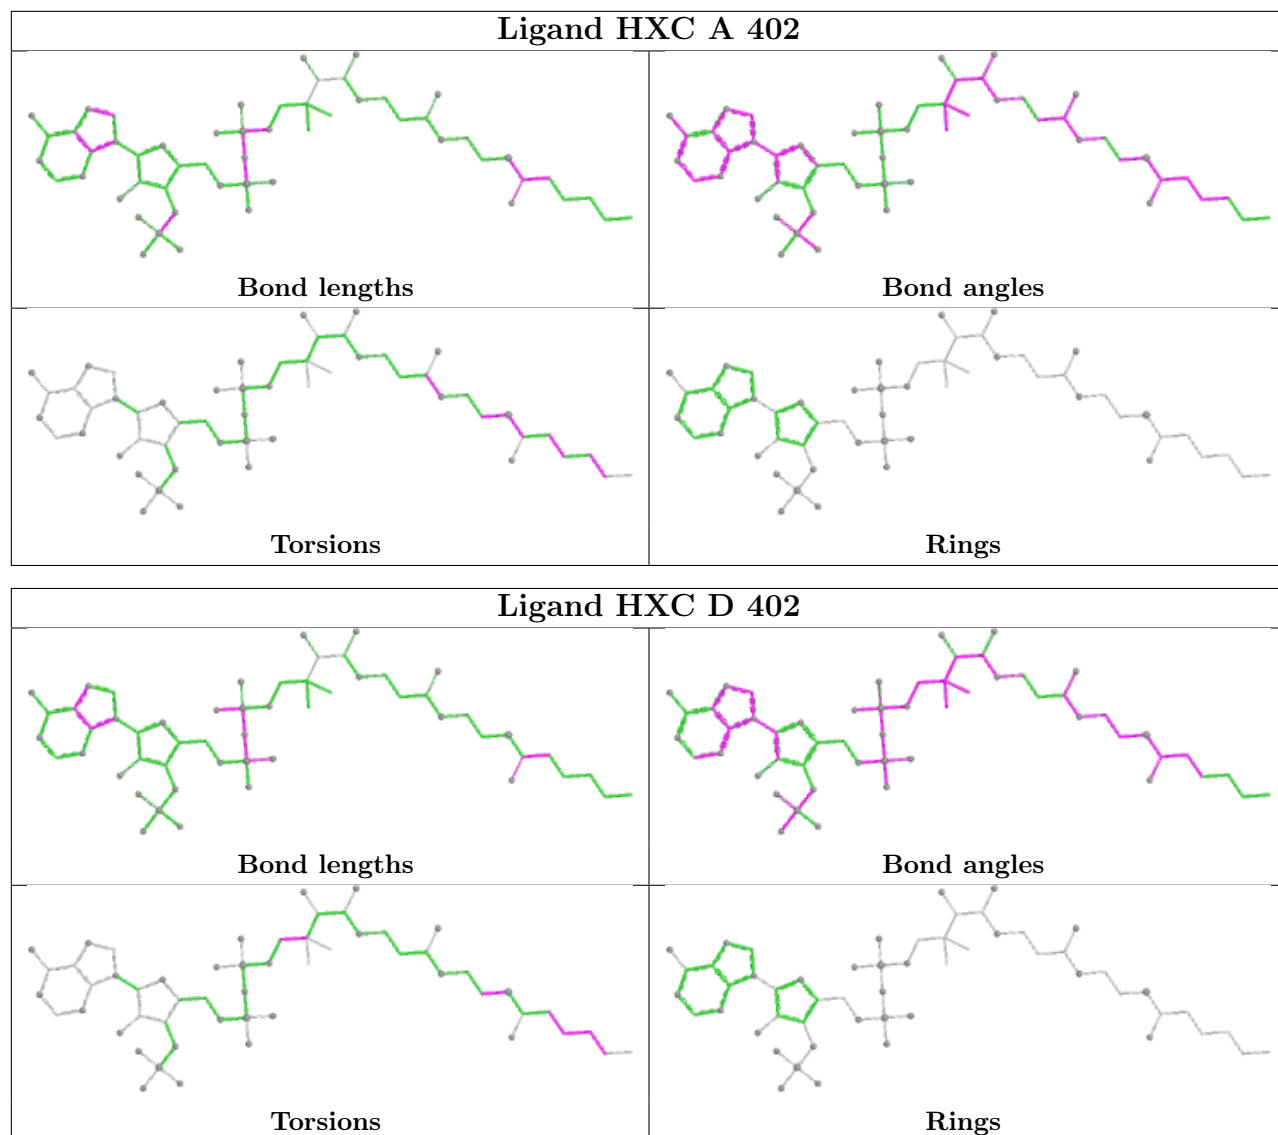 Ligand HXC A 402
Bond lengths
Bond angles
Torsions
Rings
Ligand HXC D 402
Bond lengths
Bond angles
Torsions
Rings